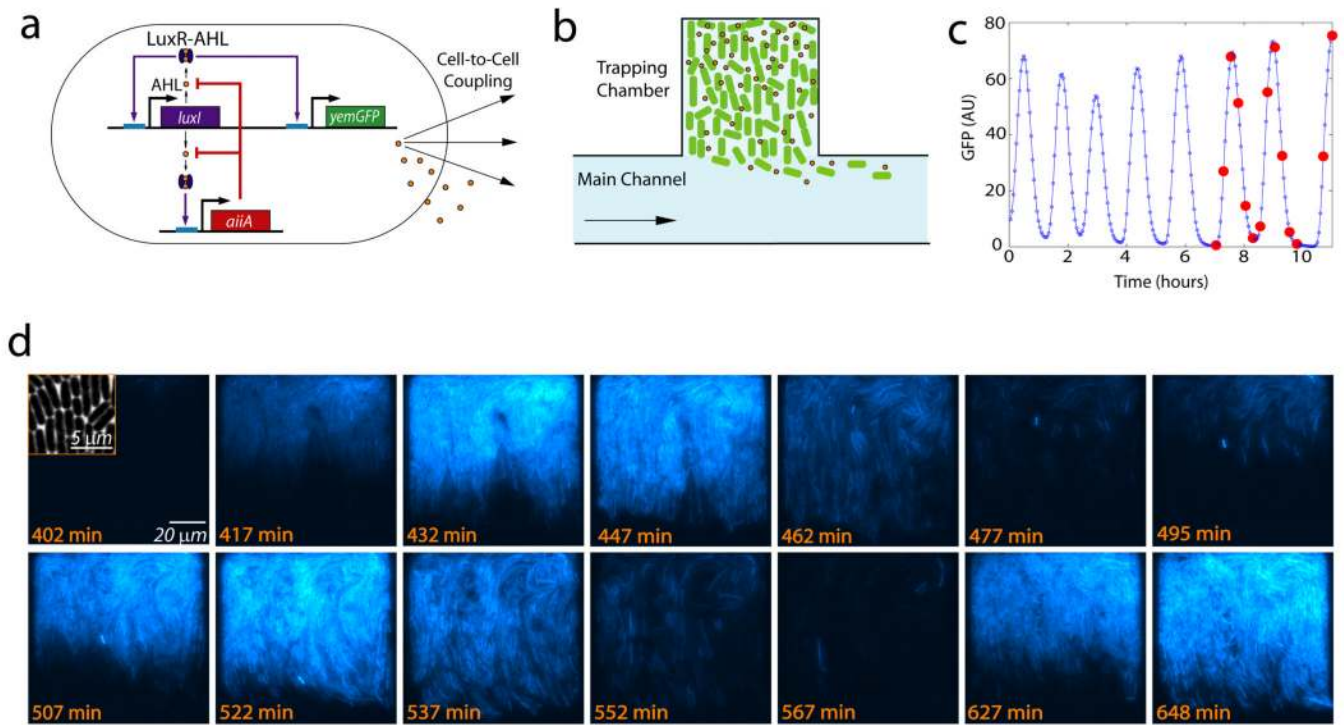 a
LuxR-AHL
AHL
luxI
yemGFP
aiiA
Cell-to-Cell
Coupling
b
Trapping
Chamber
Main Channel
c
80
60
40
20
0
GFP (AU)
0
2
4
6
8
10
Time (hours)
d
5 μm
402 min
20 μm
417 min
432 min
447 min
462 min
477 min
495 min
507 min
522 min
537 min
552 min
567 min
627 min
648 min